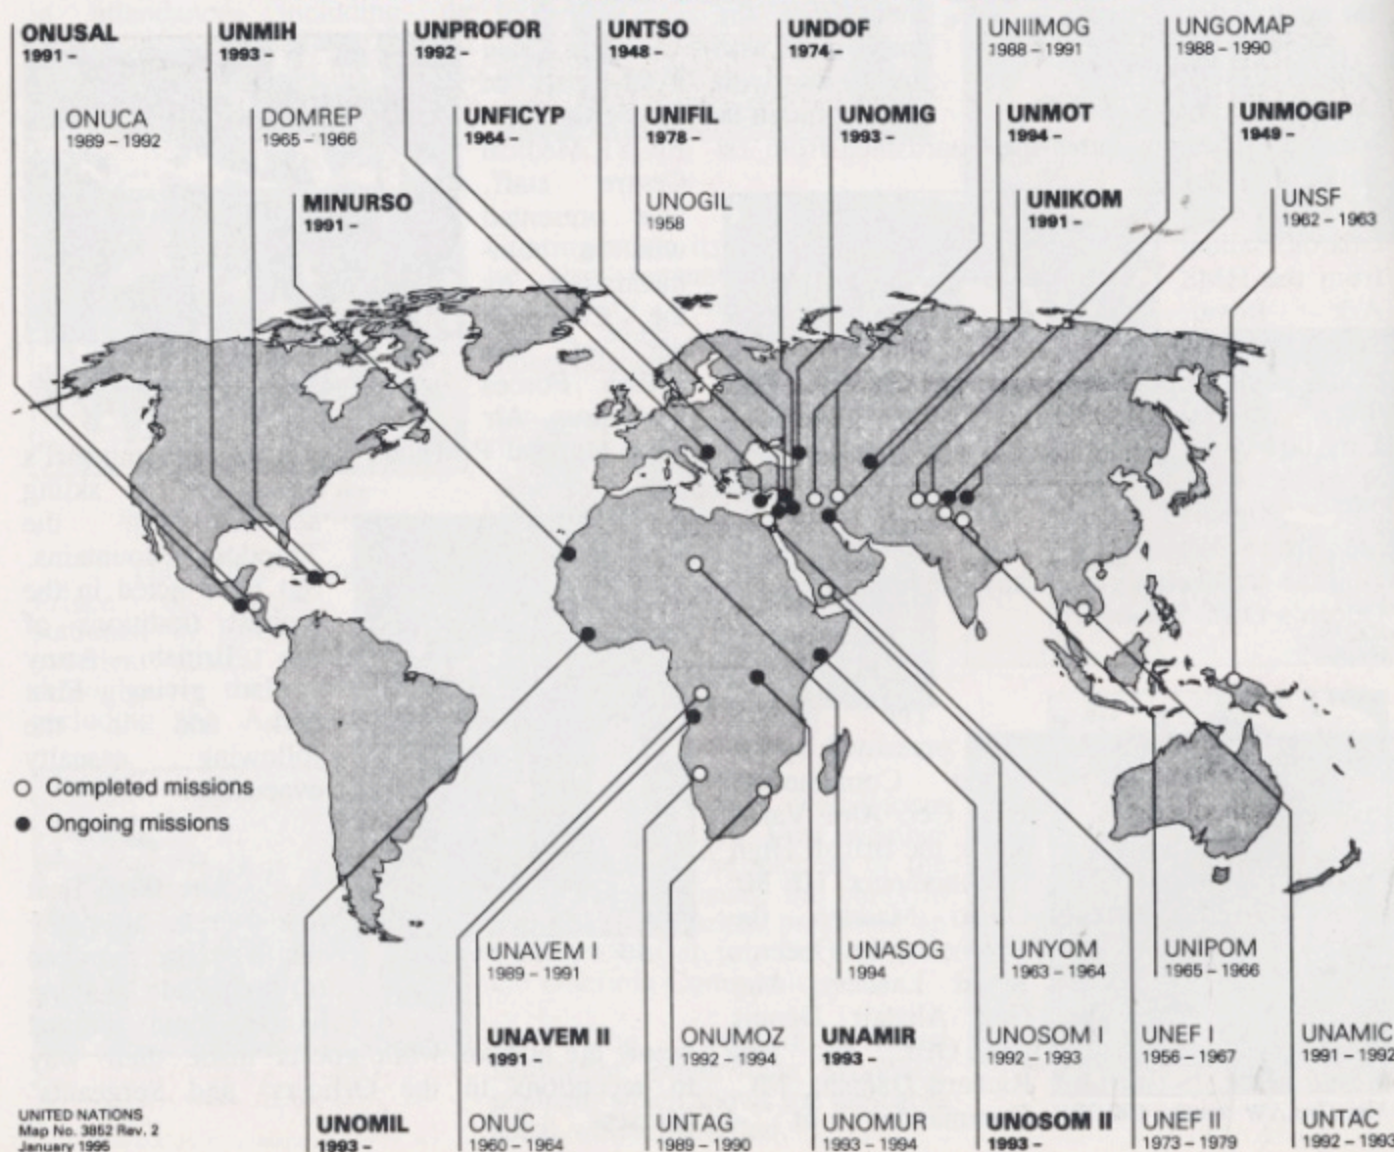 ONUSAL
1991 -
UNMIH
1993 -
UNPROFOR
1992 -
UNTSO
1948 -
UNDOF
1974 -
UNIIMOG
1988 - 1991
UNGOMAP
1988 - 1990
ONUCA
1989 - 1992
DOMREP
1965 - 1966
UNFICYP
1964 -
UNIFIL
1978 -
UNOMIG
1993 -
UNMOT
1994 -
UNMOGIP
1949 -
MINURSO
1991 -
UNOGIL
1958
UNIKOM
1991 -
UNSF
1962 - 1963
Completed missions
Ongoing missions
UNAVEM I
1989 - 1991
UNASOG
1994
UNYOM
1963 - 1964
UNIPOM
1965 - 1966
UNAVEM II
1991 -
ONUMOZ
1992 - 1994
UNAMIR
1993 -
UNOSOM I
1992 - 1993
UNEF I
1956 - 1967
UNAMIC
1991 - 1992
UNOMIL
1993 -
ONUC
1960 - 1964
UNTAG
1989 - 1990
UNOMUR
1993 - 1994
UNOSOM II
1993 -
UNEF II
1973 - 1979
UNTAC
1992 - 1993
UNITED NATIONS
Map No. 3852 Rev. 2
January 1995